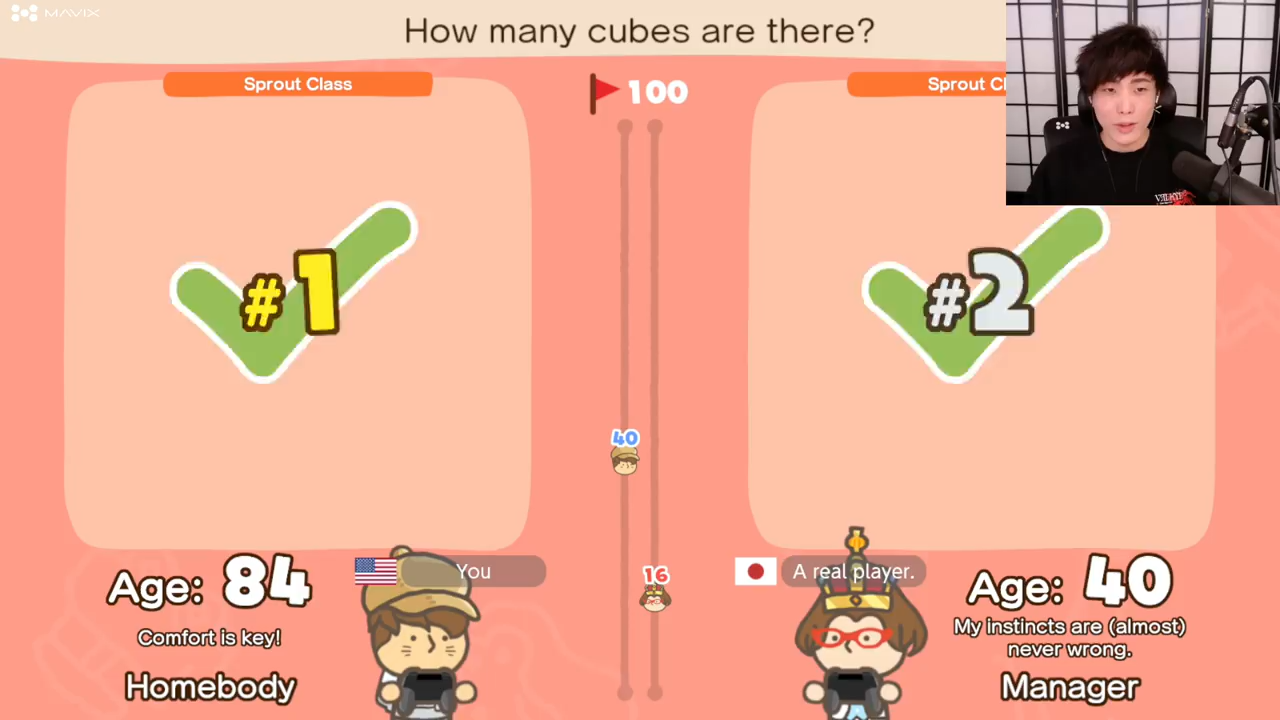 MAVIX
How many cubes are there?
Sprout Class
100
Sprout Cl
#1
#2
40
16
Age: 84
You
A real player.
Age: 40
Comfort is key!
My instincts are (almost)
never wrong.
Homebody
Manager